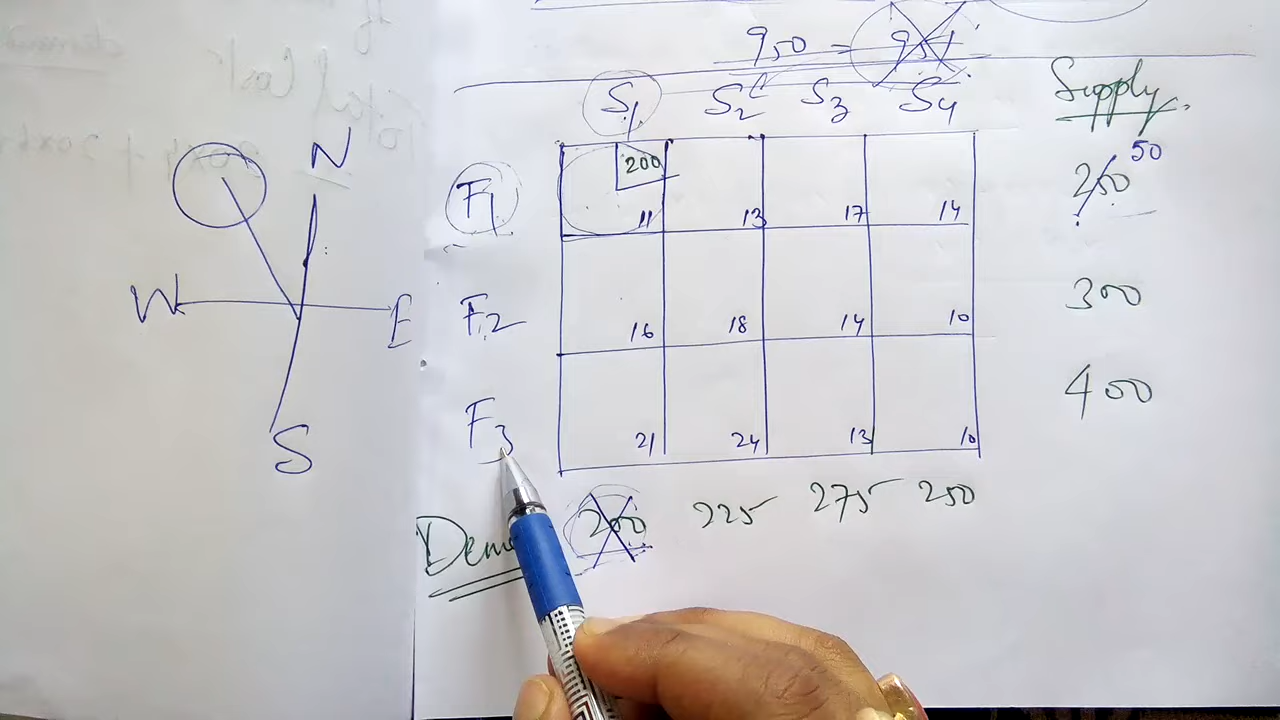 950 = 950
S1 S2 S3 S4 Supply
N
200
50
F1 11 13 17 14 250
W E
F2 16 18 14 10 300
F3 21 24 13 10 400
S
200 225 275 250